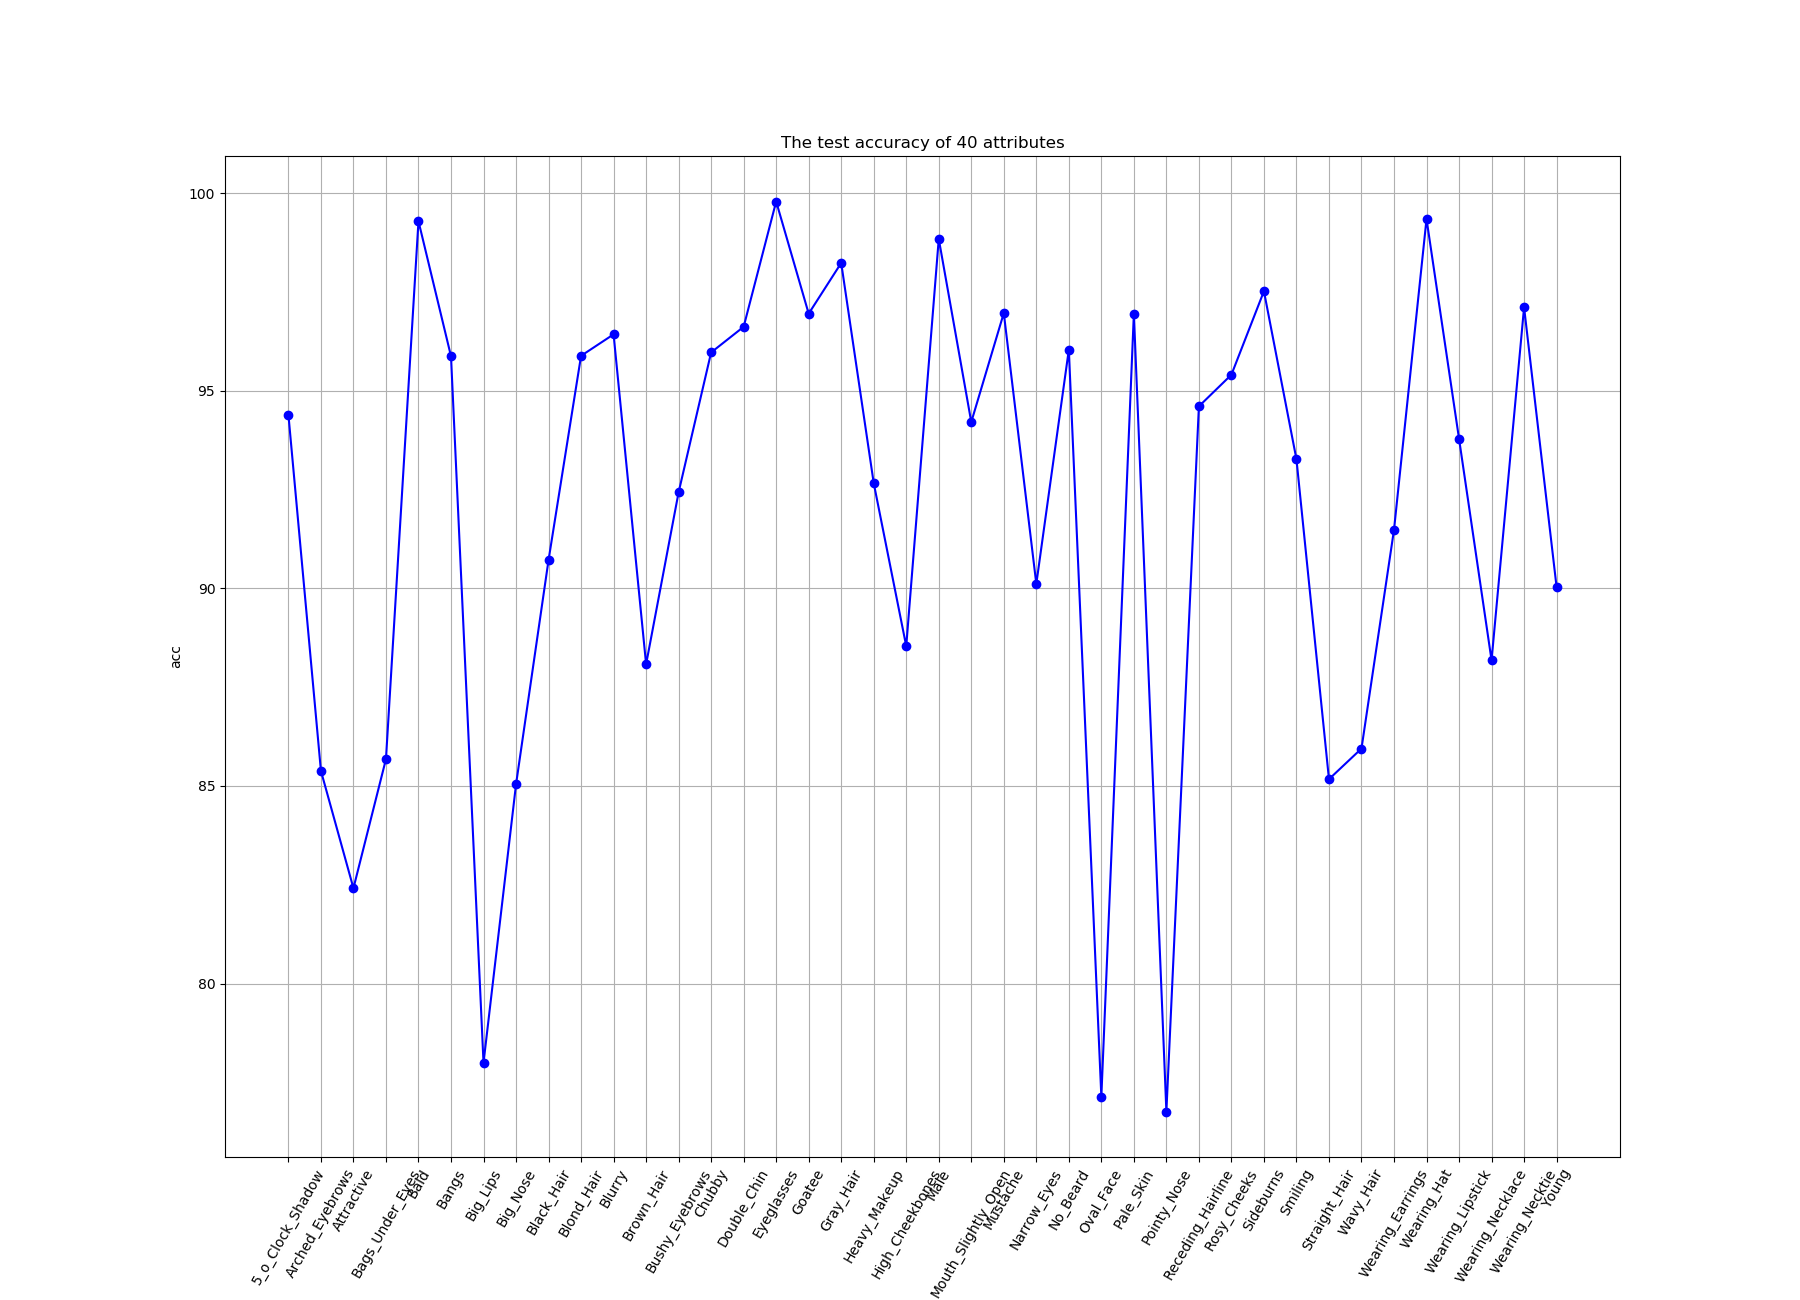 The test accuracy of 40 attributes
100
95
90
85
80
acc
5_o_Clock_Shadow
Arched_Eyebrows
Attractive
Bags_Under_Eyes
Bald
Bangs
Big_Lips
Big_Nose
Black_Hair
Blond_Hair
Blurry
Brown_Hair
Bushy_Eyebrows
Chubby
Double_Chin
Eyeglasses
Goatee
Gray_Hair
Heavy_Makeup
High_Cheekbones
Male
Mouth_Slightly_Open
Mustache
Narrow_Eyes
No_Beard
Oval_Face
Pale_Skin
Pointy_Nose
Receding_Hairline
Rosy_Cheeks
Sideburns
Smiling
Straight_Hair
Wavy_Hair
Wearing_Earrings
Wearing_Hat
Wearing_Lipstick
Wearing_Necklace
Wearing_Necktie
Young